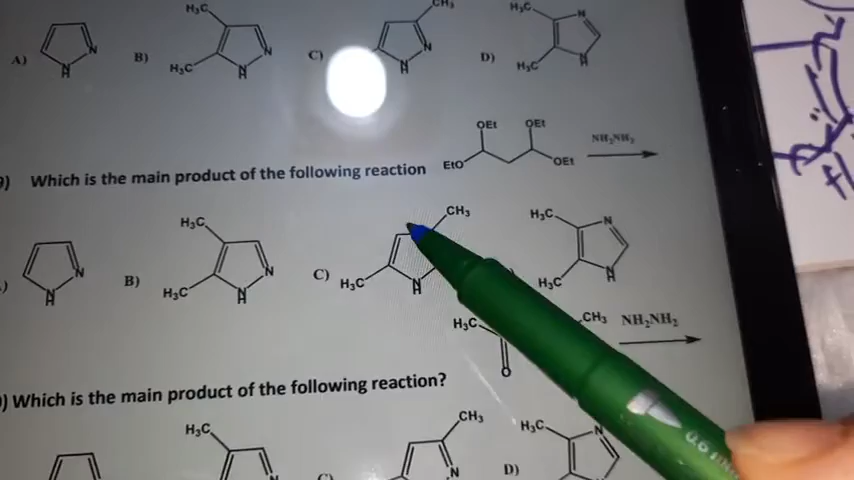 H₃C CH₃ H₃C
A) N N H B) H₃C N N H C) N N H D) H₃C N N H
OEt OEt NH₂NH₂
) Which is the main product of the following reaction EtO OEt
H₃C CH₃ H₃C
) N N H B) H₃C N N H C) H₃C N H H₃C N N H
H₃C CH₃ NH₂NH₂
O
) Which is the main product of the following reaction?
H₃C CH₃ H₃C
N N D) N
0.6